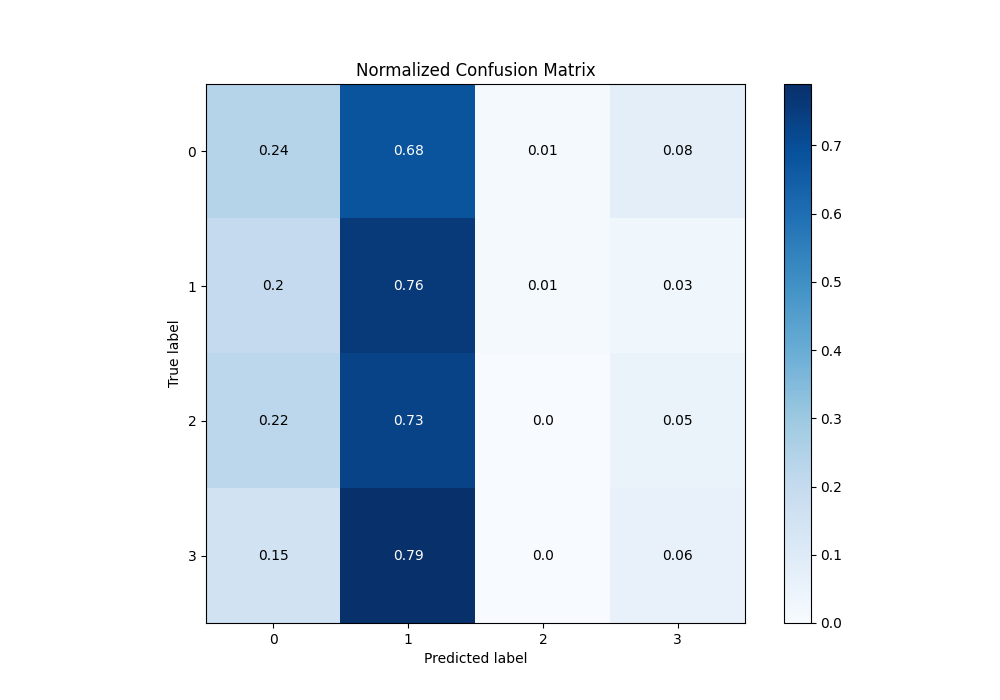 Normalized Confusion Matrix
True label
0 0.24 0.68 0.01 0.08
1 0.2 0.76 0.01 0.03
2 0.22 0.73 0.0 0.05
3 0.15 0.79 0.0 0.06
0 1 2 3
Predicted label
0.7
0.6
0.5
0.4
0.3
0.2
0.1
0.0